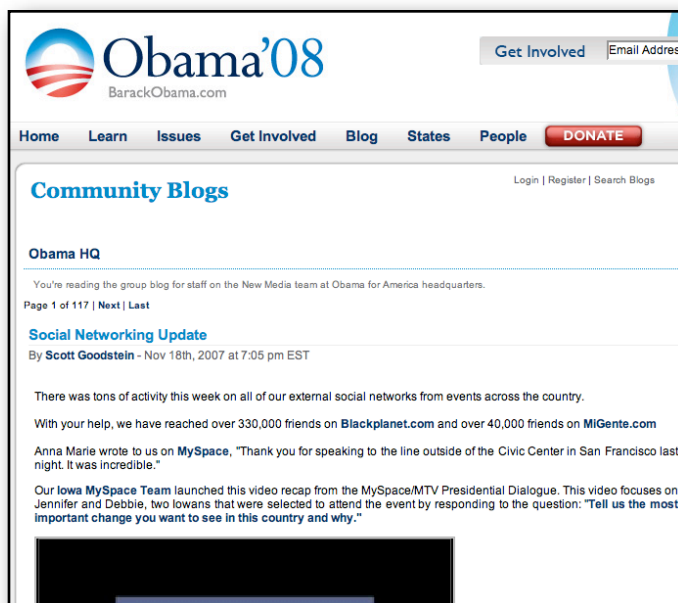 Obama'08
BarackObama.com
Get Involved
Email Addres
Home Learn Issues Get Involved Blog States People DONATE
Community Blogs
Login | Register | Search Blogs
Obama HQ
You're reading the group blog for staff on the New Media team at Obama for America headquarters.
Page 1 of 117 | Next | Last
Social Networking Update
By Scott Goodstein - Nov 18th, 2007 at 7:05 pm EST
There was tons of activity this week on all of our external social networks from events across the country.
With your help, we have reached over 330,000 friends on Blackplanet.com and over 40,000 friends on MiGente.com
Anna Marie wrote to us on MySpace, "Thank you for speaking to the line outside of the Civic Center in San Francisco last
night. It was incredible."
Our Iowa MySpace Team launched this video recap from the MySpace/MTV Presidential Dialogue. This video focuses on
Jennifer and Debbie, two Iowans that were selected to attend the event by responding to the question: "Tell us the most
important change you want to see in this country and why."